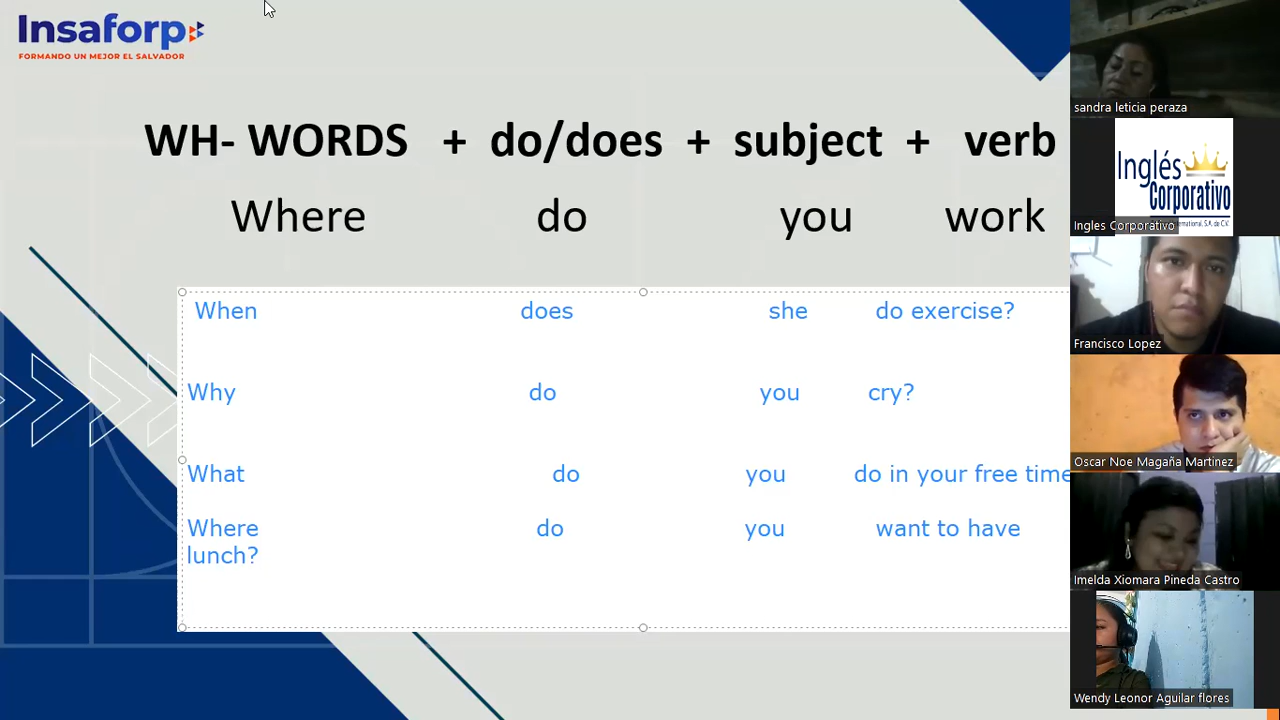 Insaforp
FORMANDO UN MEJOR EL SALVADOR
WH- WORDS + do/does + subject + verb
Where do you work
When does she do exercise?
Why do you cry?
What do you do in your free time
Where do you want to have
lunch?
sandra leticia peraza
Inglés
Corporativo
International, S.A. de C.V.
Ingles Corporativo
Francisco Lopez
Oscar Noe Magaña Martinez
Imelda Xiomara Pineda Castro
Wendy Leonor Aguilar flores